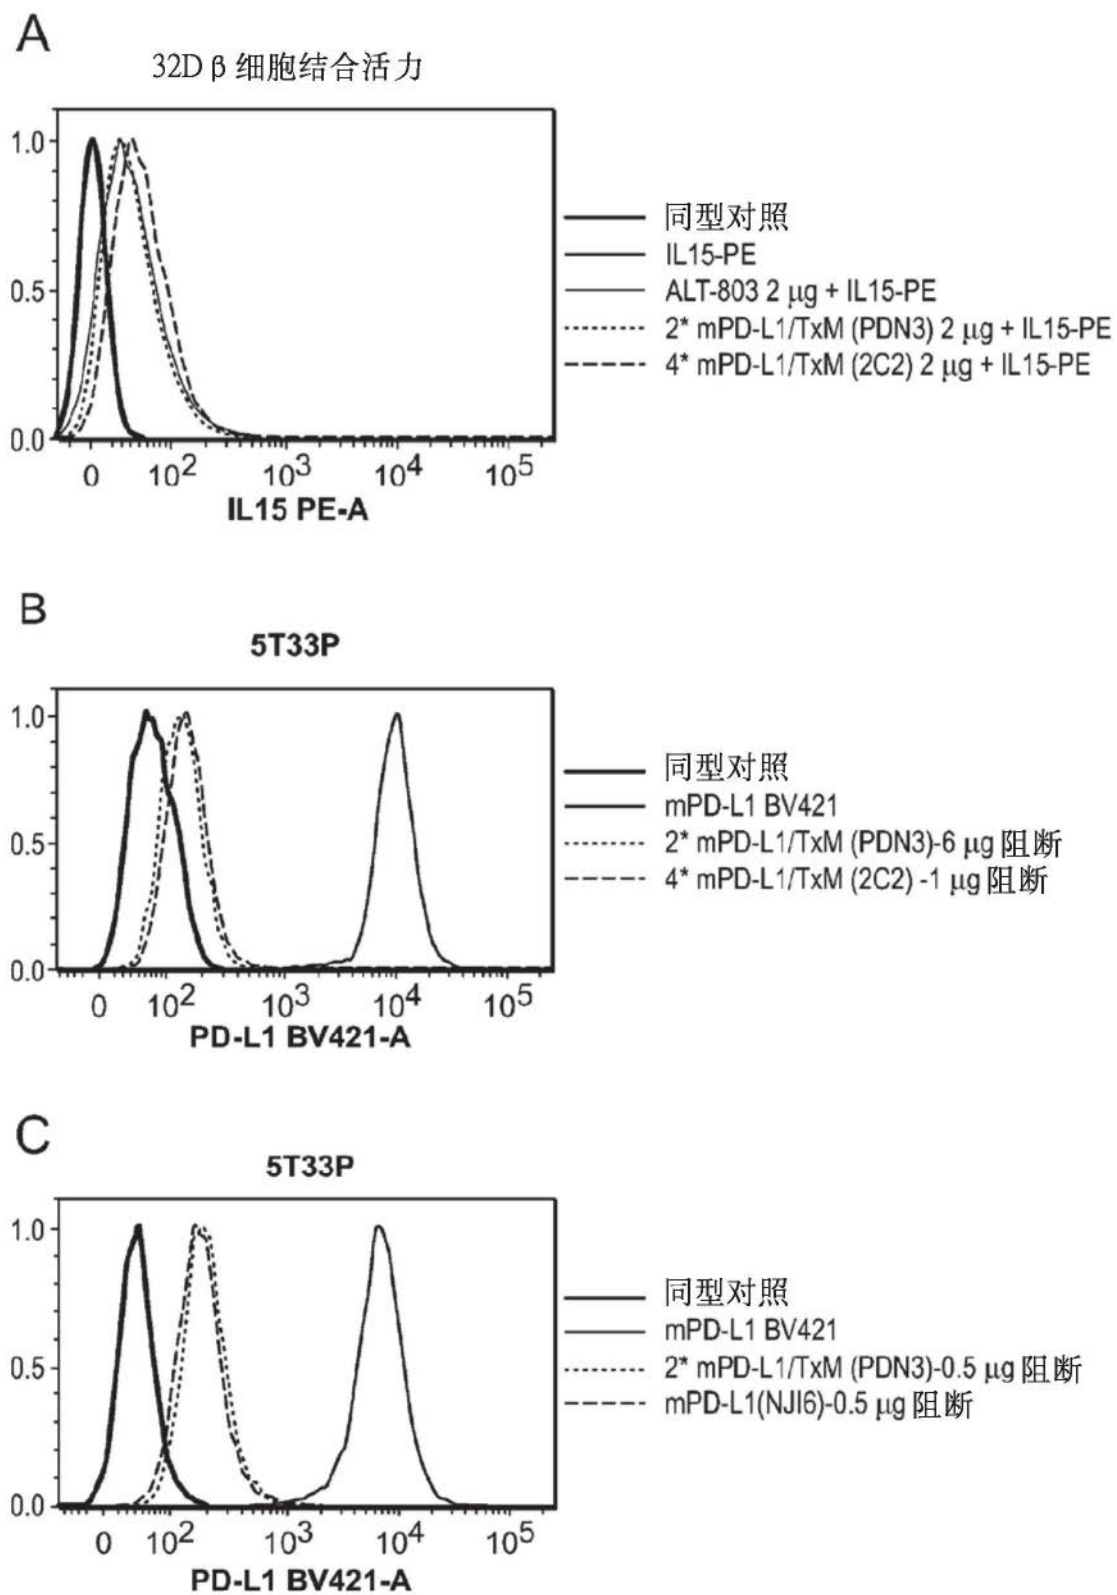 A
32D β 细胞结合活力
1.0
0.5
0.0
0 10² 10³ 10⁴ 10⁵
IL15 PE-A
同型对照
IL15-PE
ALT-803 2 μg + IL15-PE
2* mPD-L1/TxM (PDN3) 2 μg + IL15-PE
4* mPD-L1/TxM (2C2) 2 μg + IL15-PE
B
5T33P
1.0
0.5
0.0
0 10² 10³ 10⁴ 10⁵
PD-L1 BV421-A
同型对照
mPD-L1 BV421
2* mPD-L1/TxM (PDN3)-6 μg 阻断
4* mPD-L1/TxM (2C2) -1 μg 阻断
C
5T33P
1.0
0.5
0.0
0 10² 10³ 10⁴ 10⁵
PD-L1 BV421-A
同型对照
mPD-L1 BV421
2* mPD-L1/TxM (PDN3)-0.5 μg 阻断
mPD-L1(NJI6)-0.5 μg 阻断